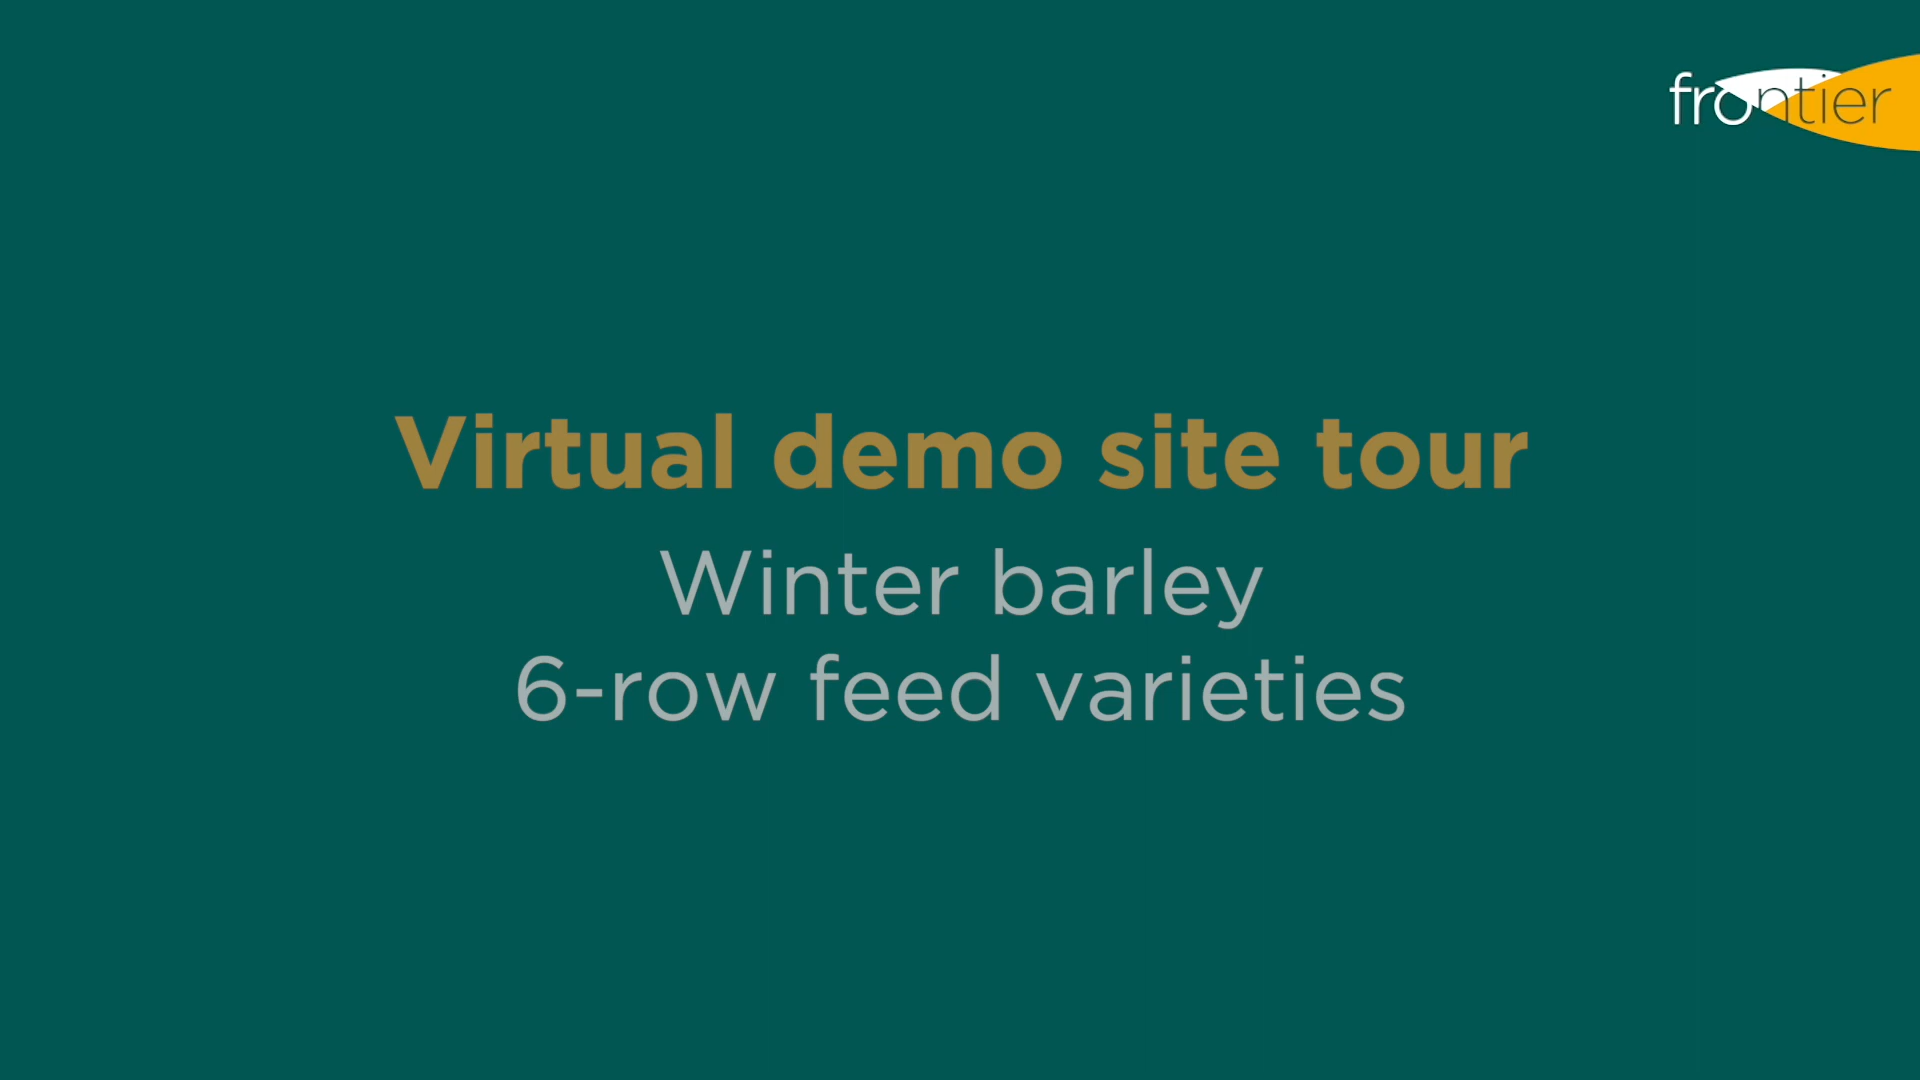 frontier
Virtual demo site tour
Winter barley
6-row feed varieties